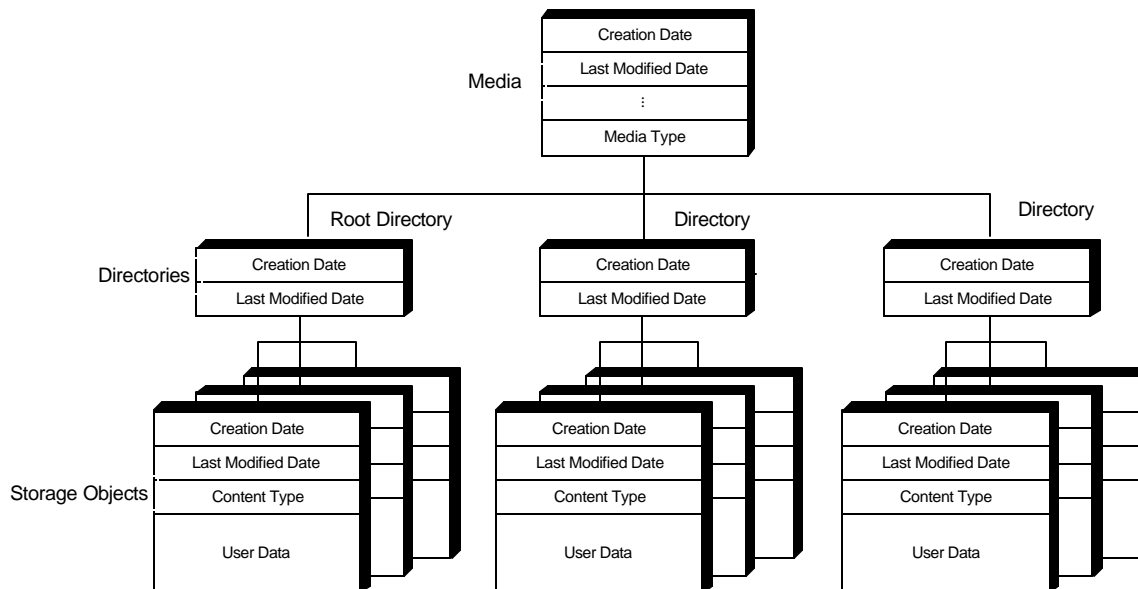 Creation Date
Last Modified Date
Media
⋮
Media Type
Root Directory
Directory
Directory
Directories
Creation Date
Creation Date
Creation Date
Last Modified Date
Last Modified Date
Last Modified Date
Storage Objects
Creation Date
Last Modified Date
Content Type
User Data
Creation Date
Last Modified Date
Content Type
User Data
Creation Date
Last Modified Date
Content Type
User Data